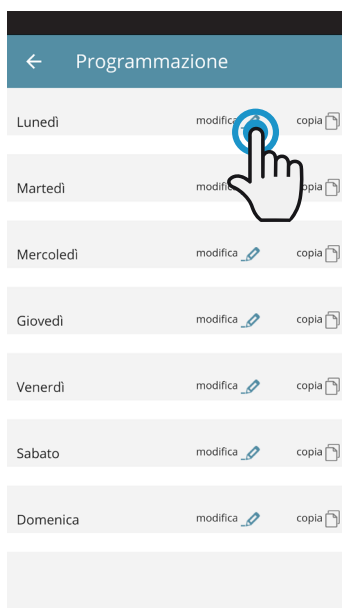 Programmazione
Lunedì modifica copia
Martedì copia
Mercoledì modifica copia
Giovedì modifica copia
Venerdì modifica copia
Sabato modifica copia
Domenica modifica copia